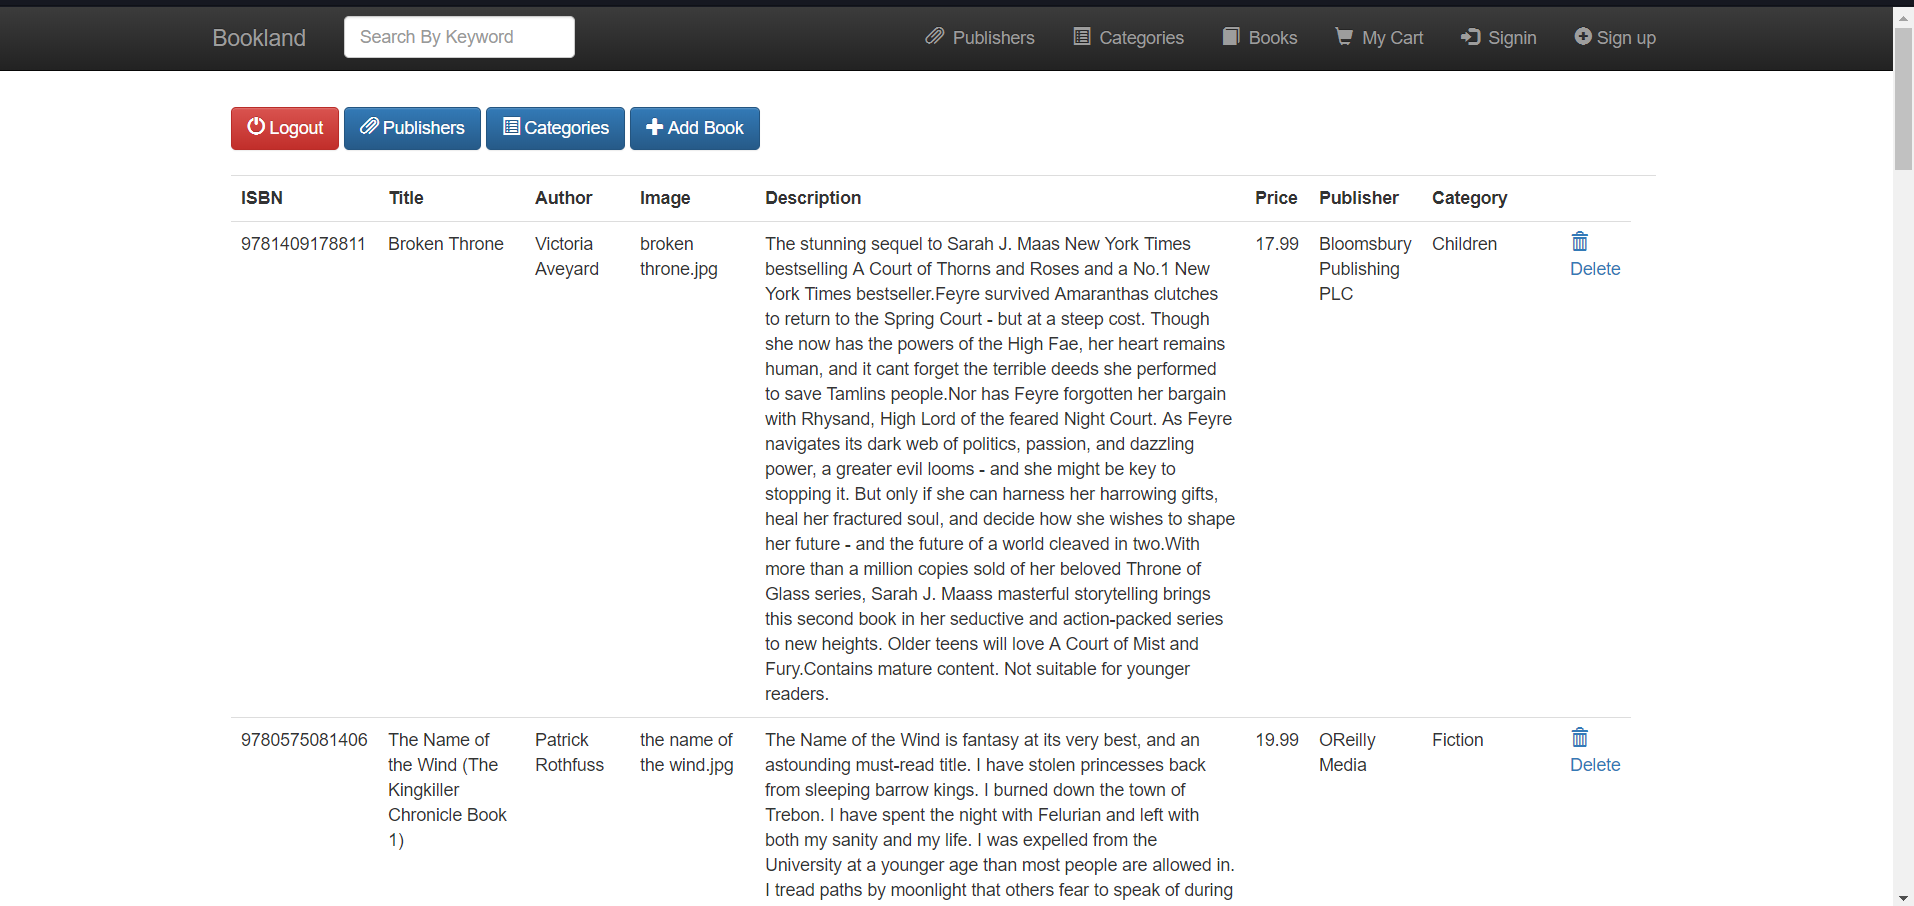 Bookland
Search By Keyword
Publishers
Categories
Books
My Cart
Signin
Sign up
Logout
Publishers
Categories
Add Book
ISBN
Title
Author
Image
Description
Price
Publisher
Category
9781409178811
Broken Throne
Victoria
Aveyard
broken
throne.jpg
The stunning sequel to Sarah J. Maas New York Times
bestselling A Court of Thorns and Roses and a No.1 New
York Times bestseller.Feyre survived Amaranthas clutches
to return to the Spring Court - but at a steep cost. Though
she now has the powers of the High Fae, her heart remains
human, and it cant forget the terrible deeds she performed
to save Tamlins people.Nor has Feyre forgotten her bargain
with Rhysand, High Lord of the feared Night Court. As Feyre
navigates its dark web of politics, passion, and dazzling
power, a greater evil looms - and she might be key to
stopping it. But only if she can harness her harrowing gifts,
heal her fractured soul, and decide how she wishes to shape
her future - and the future of a world cleaved in two.With
more than a million copies sold of her beloved Throne of
Glass series, Sarah J. Maass masterful storytelling brings
this second book in her seductive and action-packed series
to new heights. Older teens will love A Court of Mist and
Fury.Contains mature content. Not suitable for younger
readers.
17.99
Bloomsbury
Publishing
PLC
Children
Delete
9780575081406
The Name of
the Wind (The
Kingkiller
Chronicle Book
1)
Patrick
Rothfuss
the name of
the wind.jpg
The Name of the Wind is fantasy at its very best, and an
astounding must-read title. I have stolen princesses back
from sleeping barrow kings. I burned down the town of
Trebon. I have spent the night with Felurian and left with
both my sanity and my life. I was expelled from the
University at a younger age than most people are allowed in.
I tread paths by moonlight that others fear to speak of during
19.99
OReilly
Media
Fiction
Delete